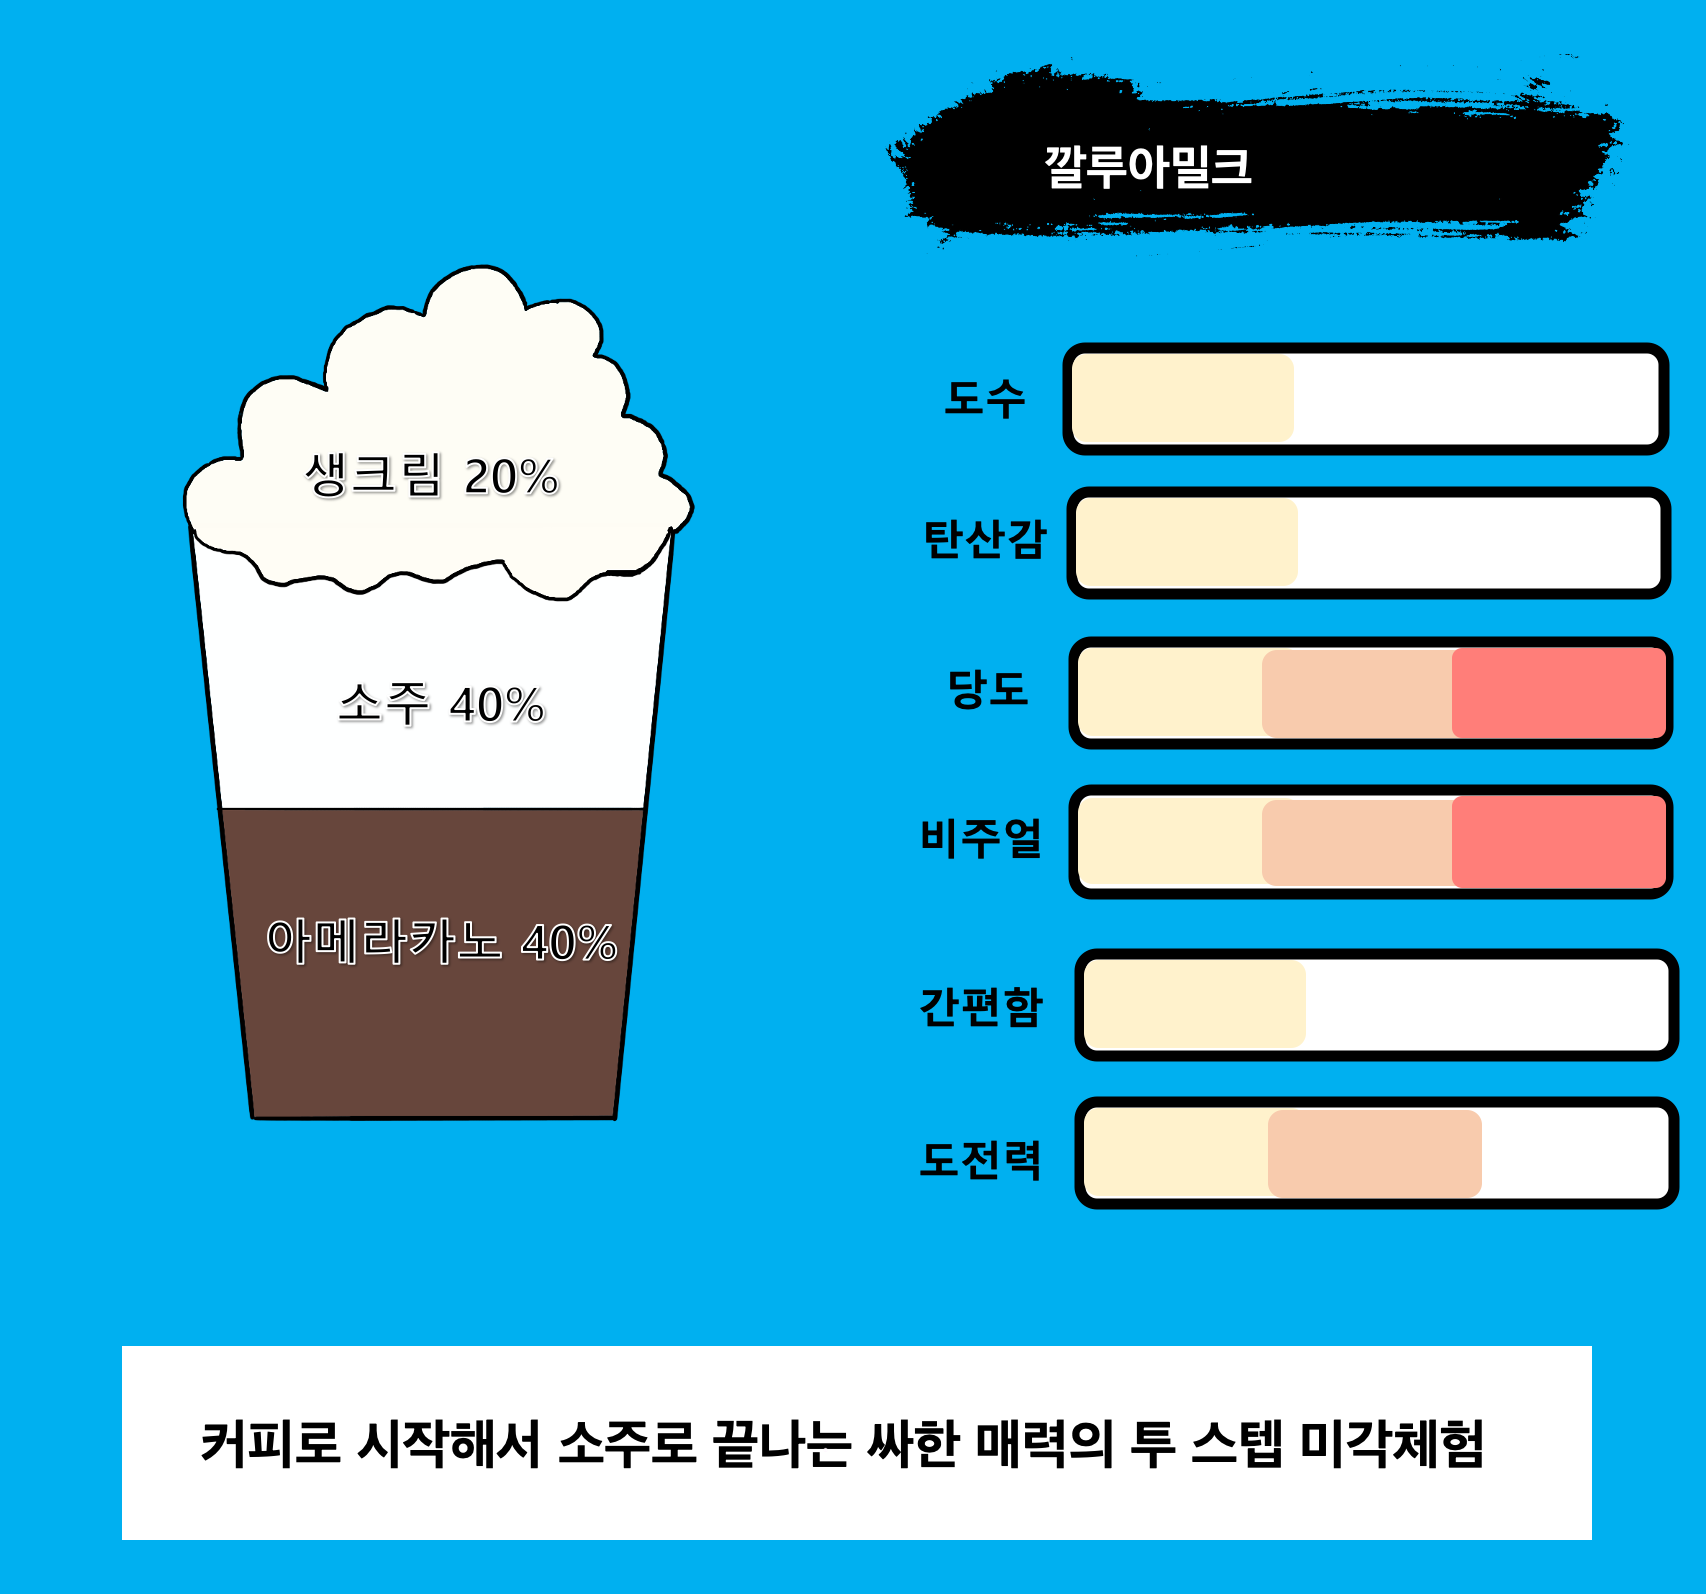 깔루아밀크
생크림 20%
소주 40%
아메라카노 40%
도수
탄산감
당도
비주얼
간편함
도전력
커피로 시작해서 소주로 끝나는 싸한 매력의 투 스텝 미각체험